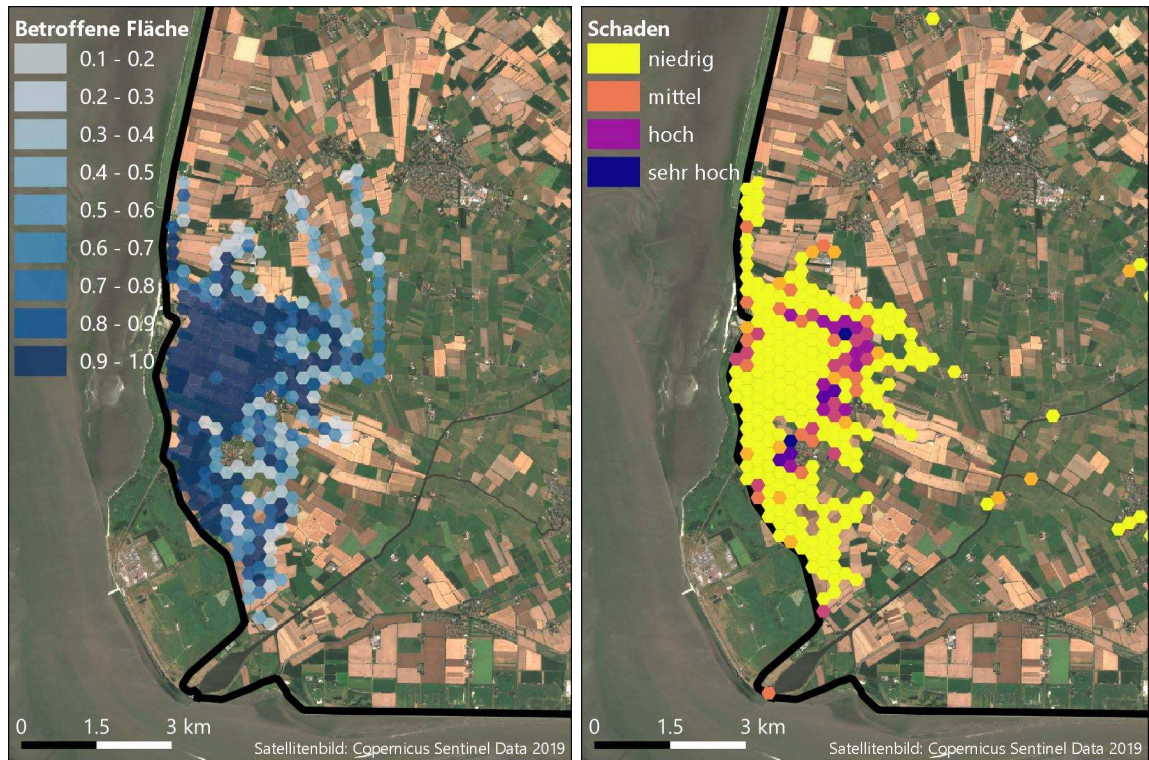 Betroffene Fläche
0.1 - 0.2
0.2 - 0.3
0.3 - 0.4
0.4 - 0.5
0.5 - 0.6
0.6 - 0.7
0.7 - 0.8
0.8 - 0.9
0.9 - 1.0
0 1.5 3 km
Satellitenbild: Copernicus Sentinel Data 2019
Schaden
niedrig
mittel
hoch
sehr hoch
0 1.5 3 km
Satellitenbild: Copernicus Sentinel Data 2019